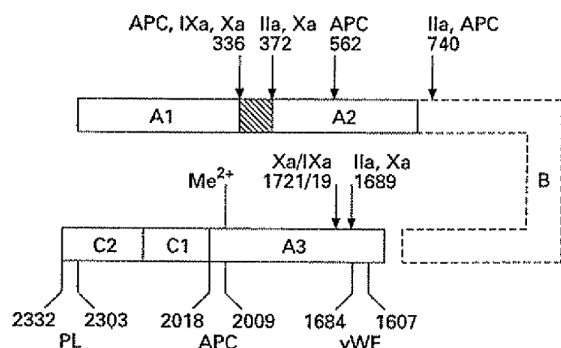 APC, IXa, Xa IIa, Xa APC IIa, APC
336 372 562 740
A1 A2
Xa/IXa IIa, Xa
Me2+ 1721/19 1689 B
C2 C1 A3
2332 2303 2018 2009 1684 1607
PL APC vWF